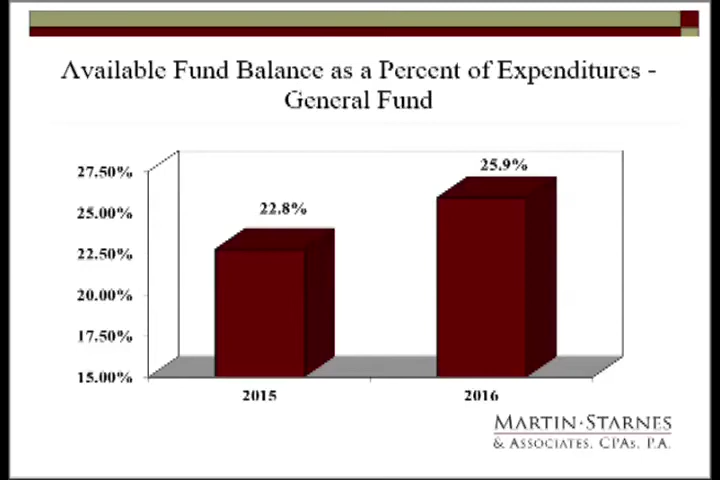 Available Fund Balance as a Percent of Expenditures -
General Fund
27.50%
25.00%
22.50%
20.00%
17.50%
15.00%
22.8%
25.9%
2015
2016
MARTIN·STARNES
& ASSOCIATES, CPAs, P.A.